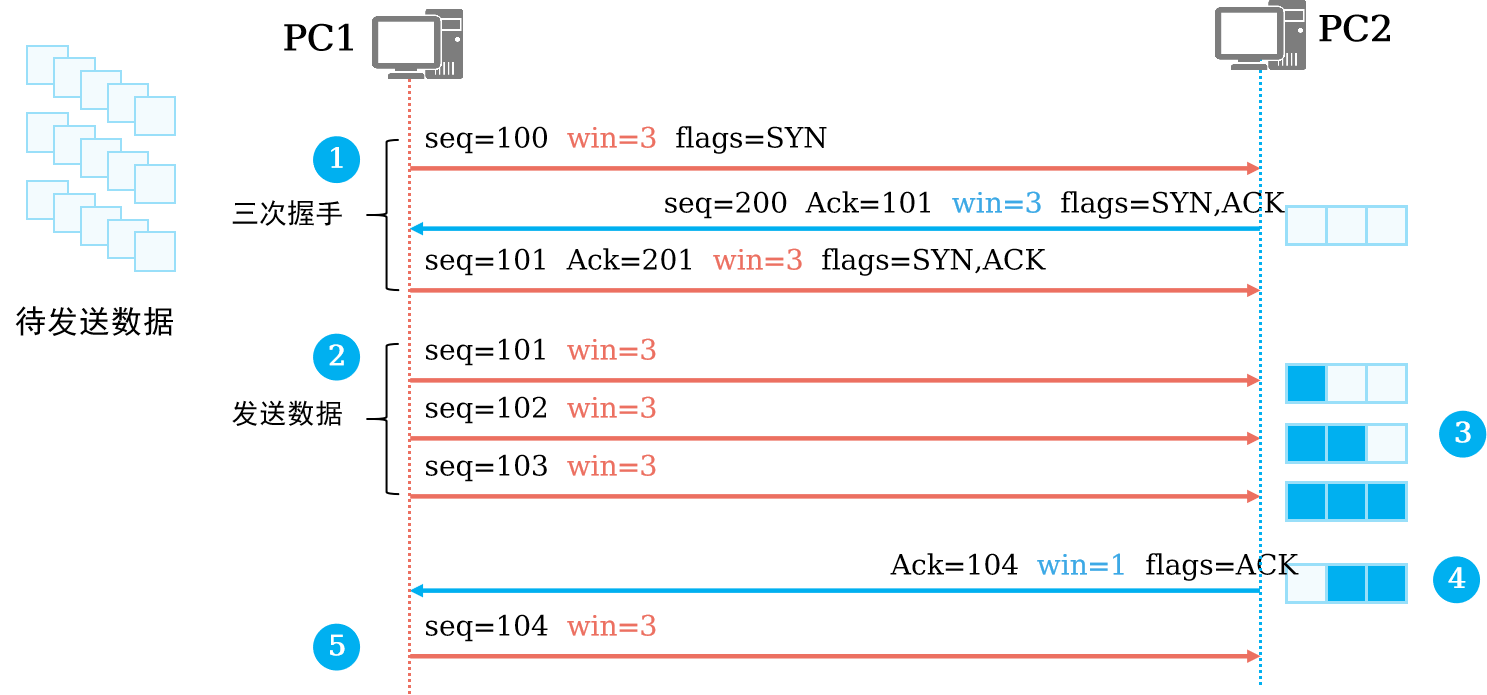 PC1
PC2
1
seq=100 win=3 flags=SYN
三次握手
seq=200 Ack=101 win=3 flags=SYN,ACK
seq=101 Ack=201 win=3 flags=SYN,ACK
待发送数据
2
seq=101 win=3
发送数据
seq=102 win=3
3
seq=103 win=3
Ack=104 win=1 flags=ACK
4
5
seq=104 win=3